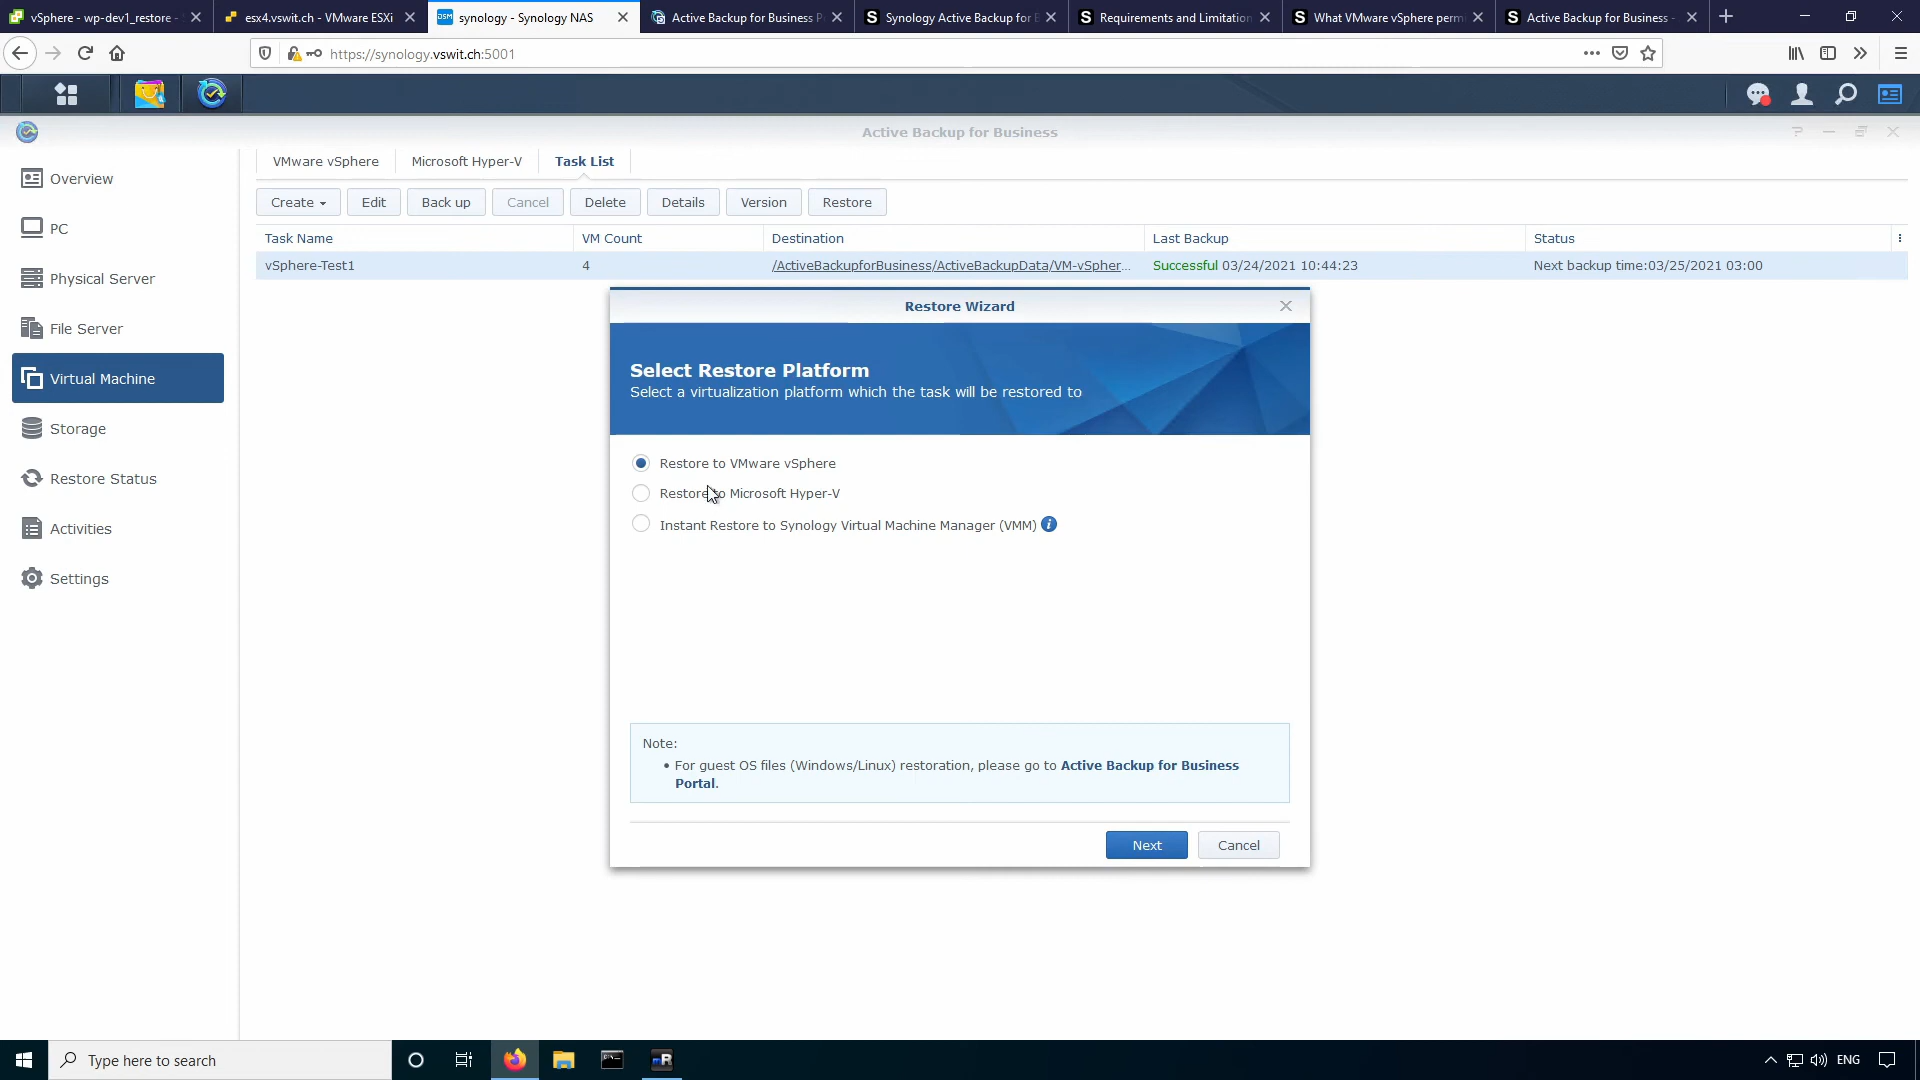 vSphere - wp-dev1_restore -
esx4.vswit.ch - VMware ESXi
synology - Synology NAS
Active Backup for Business P
Synology Active Backup for B
Requirements and Limitation
What VMware vSphere perm
Active Backup for Business -
https://synology.vswit.ch:5001
Active Backup for Business
Overview
PC
Physical Server
File Server
Virtual Machine
Storage
Restore Status
Activities
Settings
VMware vSphere
Microsoft Hyper-V
Task List
Create
Edit
Back up
Cancel
Delete
Details
Version
Restore
Task Name
VM Count
Destination
Last Backup
Status
vSphere-Test1
4
/ActiveBackupforBusiness/ActiveBackupData/VM-vSpher...
Successful 03/24/2021 10:44:23
Next backup time:03/25/2021 03:00
Restore Wizard
Select Restore Platform
Select a virtualization platform which the task will be restored to
Restore to VMware vSphere
Restore to Microsoft Hyper-V
Instant Restore to Synology Virtual Machine Manager (VMM)
Note:
• For guest OS files (Windows/Linux) restoration, please go to Active Backup for Business
Portal.
Next
Cancel
Type here to search
ENG